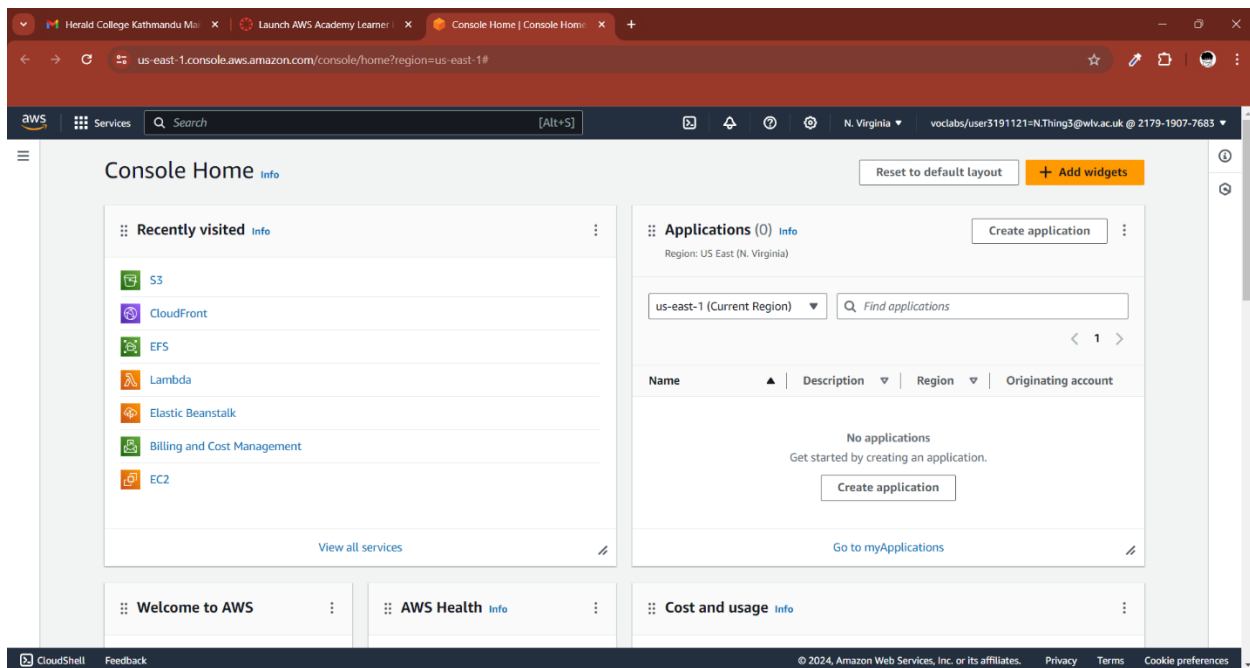 Herald College Kathmandu Mai
Launch AWS Academy Learner
Console Home | Console Home
us-east-1.console.aws.amazon.com/console/home?region=us-east-1#
aws
Services
Search
[Alt+S]
N. Virginia
voclabs/user3191121=N.Thing3@wlv.ac.uk @ 2179-1907-7683
Console Home Info
Reset to default layout
+ Add widgets
Recently visited Info
S3
CloudFront
EFS
Lambda
Elastic Beanstalk
Billing and Cost Management
EC2
View all services
Applications (0) Info
Create application
Region: US East (N. Virginia)
us-east-1 (Current Region)
Find applications
1
Name Description Region Originating account
No applications
Get started by creating an application.
Create application
Go to myApplications
Welcome to AWS
AWS Health Info
Cost and usage Info
CloudShell Feedback
© 2024, Amazon Web Services, Inc. or its affiliates. Privacy Terms Cookie preferences